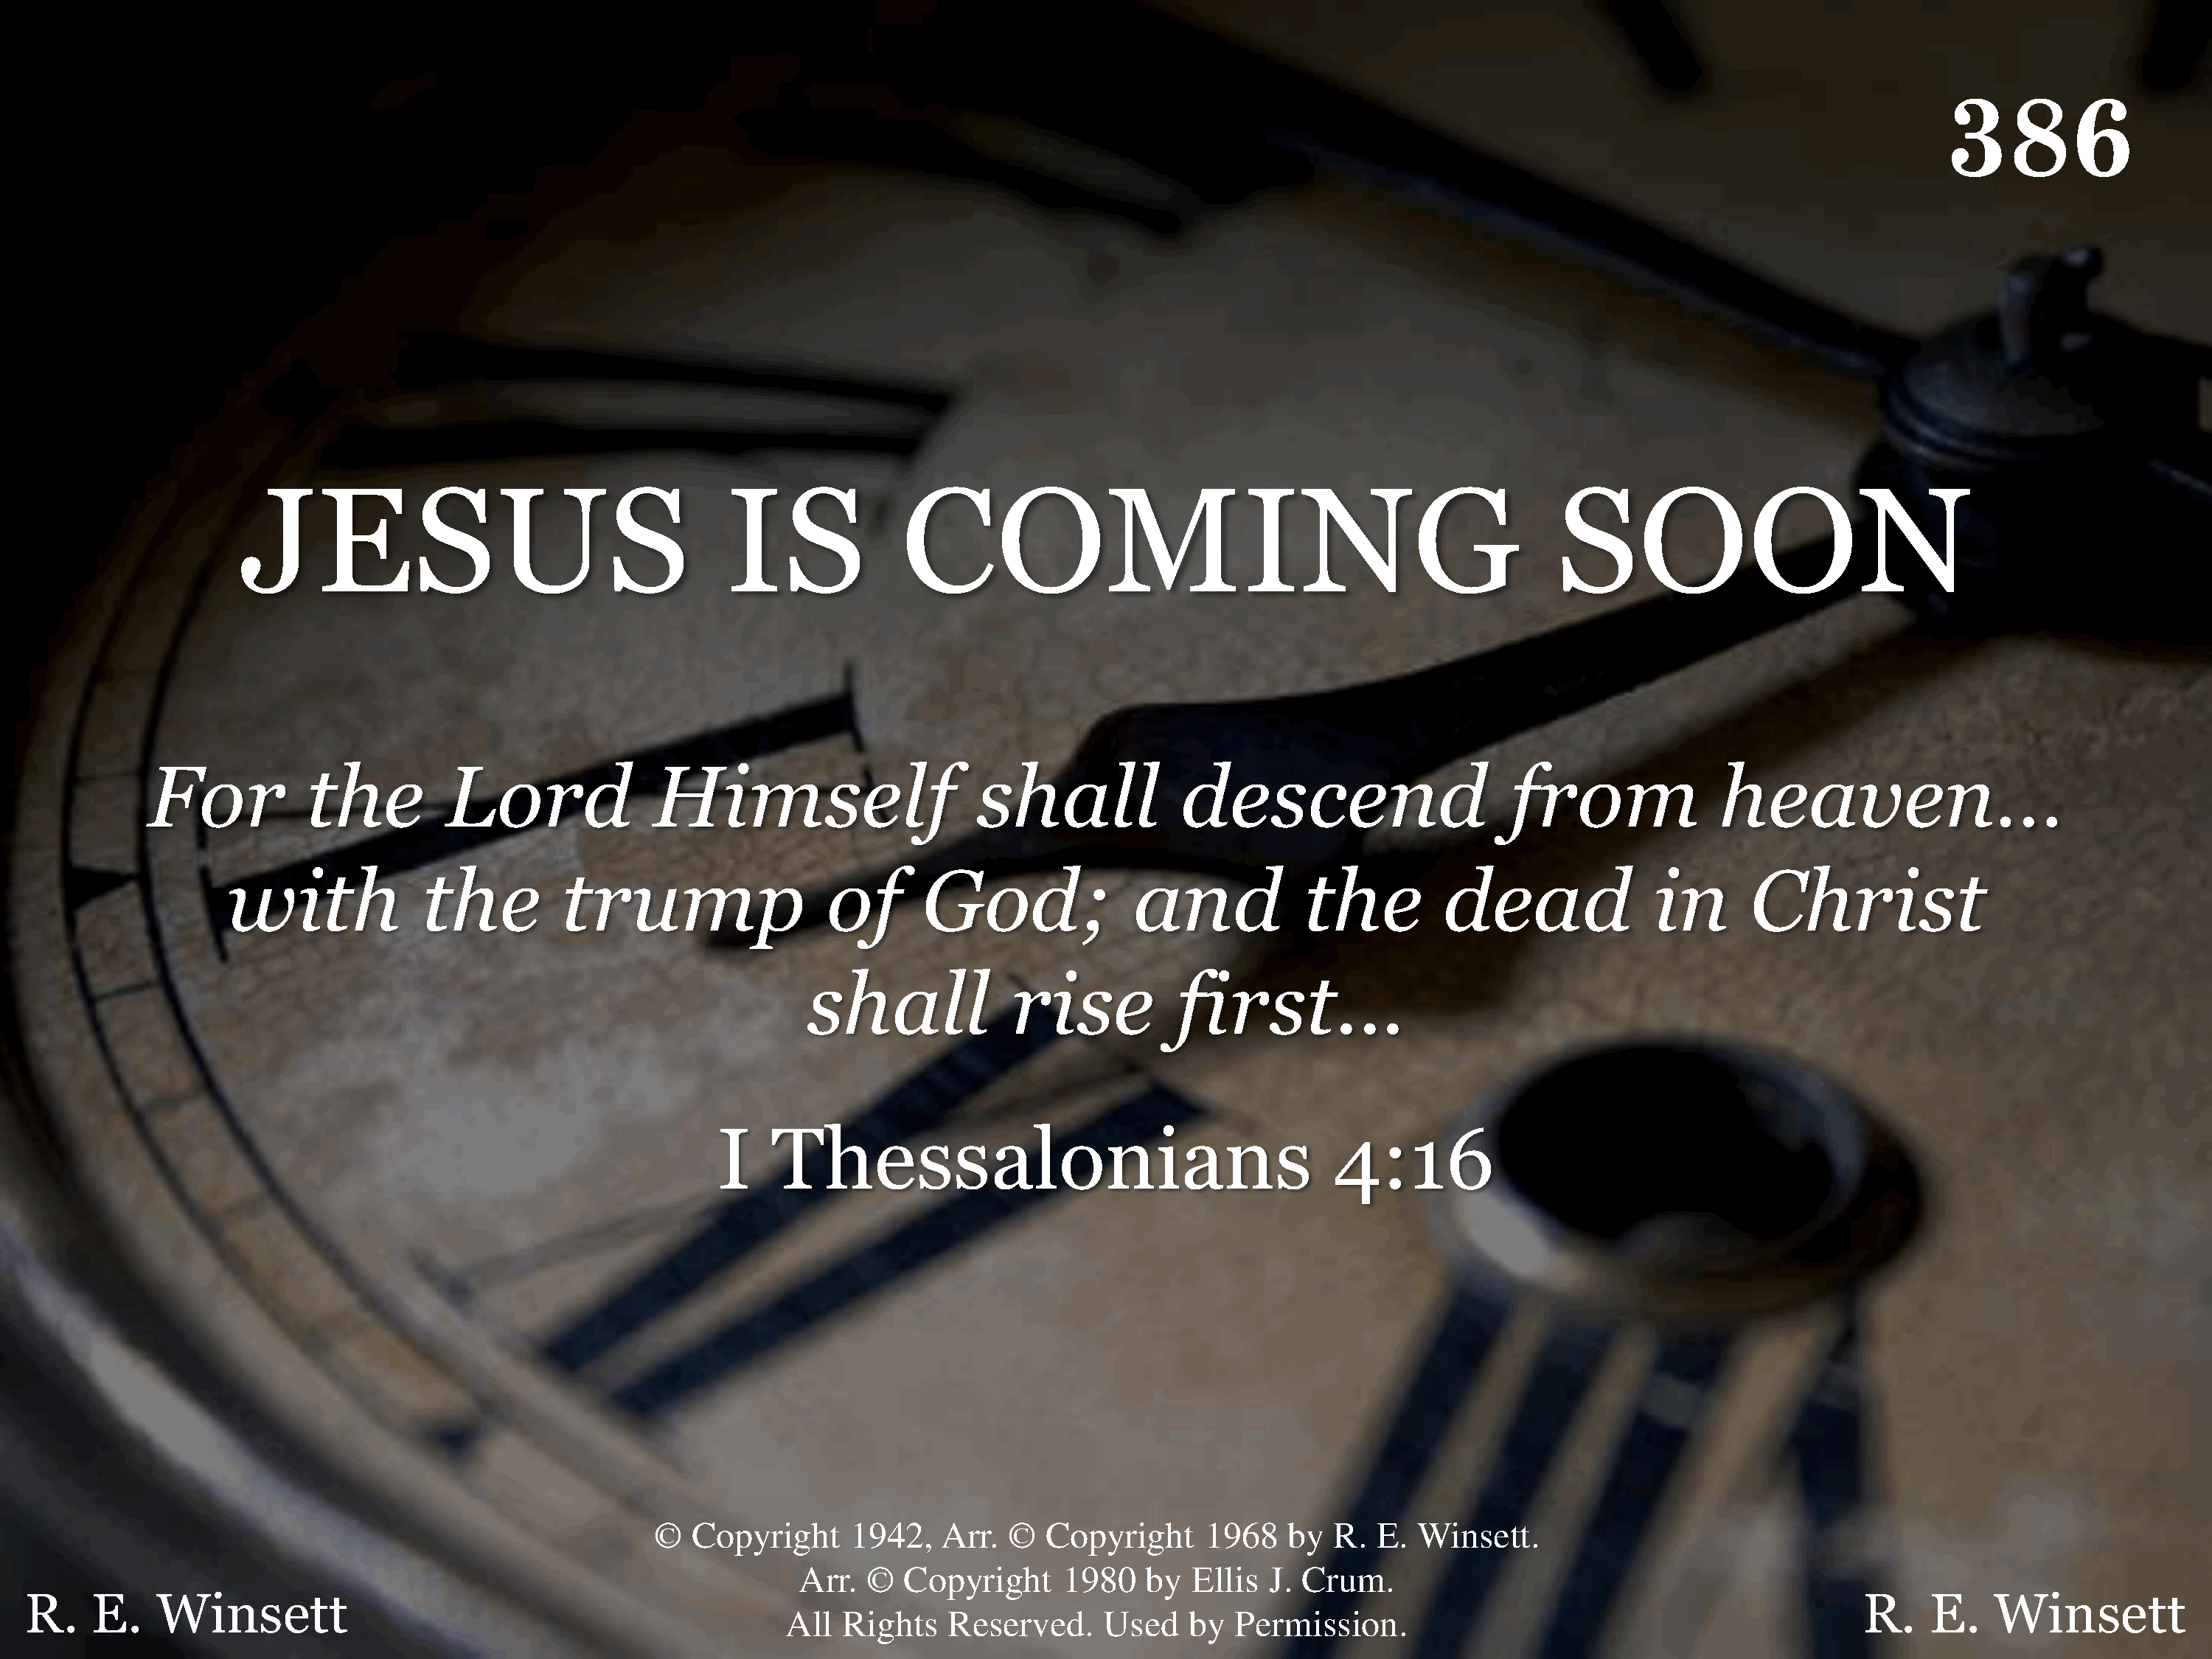 386
JESUS IS COMING SOON
For the Lord Himself shall descend from heaven...
with the trump of God; and the dead in Christ
shall rise first...
I Thessalonians 4:16
© Copyright 1942, Arr. © Copyright 1968 by R. E. Winsett.
Arr. © Copyright 1980 by Ellis J. Crum.
All Rights Reserved. Used by Permission.
R. E. Winsett
R. E. Winsett